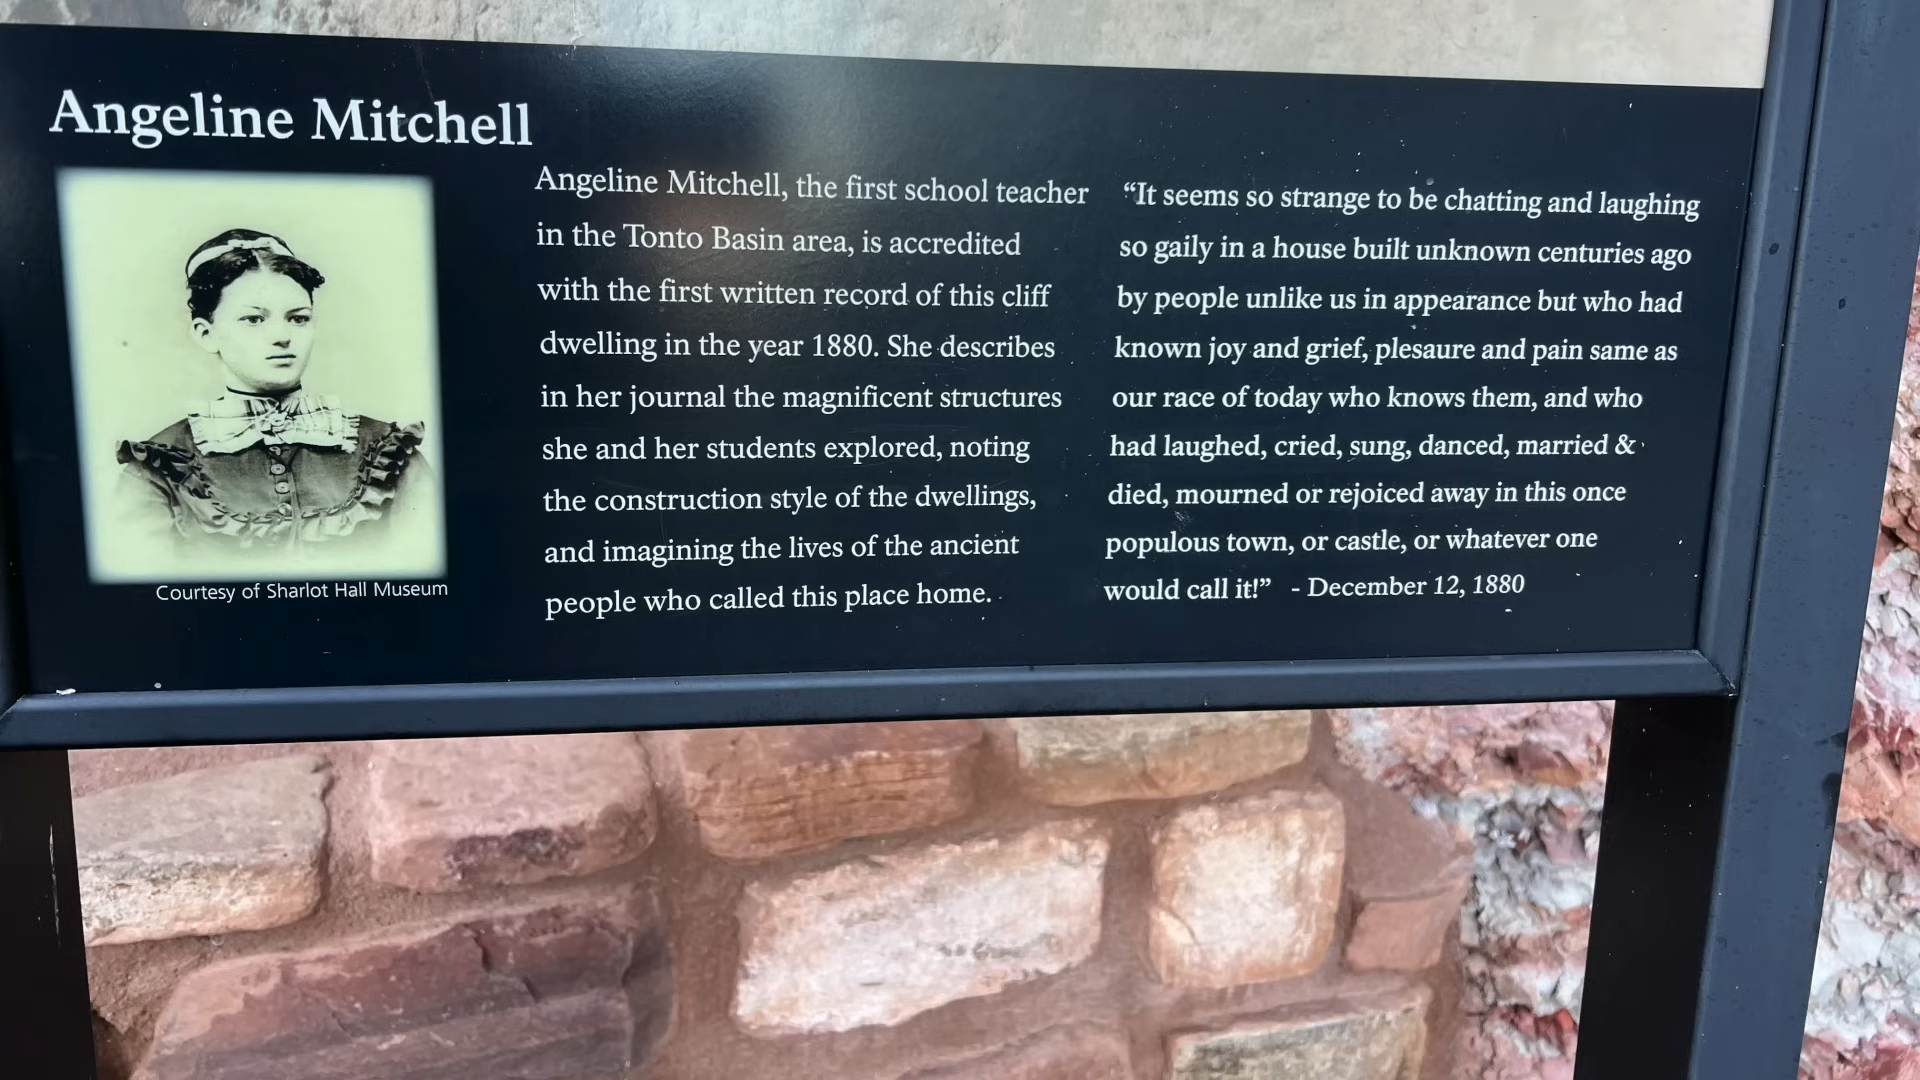 Angeline Mitchell
Courtesy of Sharlot Hall Museum
Angeline Mitchell, the first school teacher
in the Tonto Basin area, is accredited
with the first written record of this cliff
dwelling in the year 1880. She describes
in her journal the magnificent structures
she and her students explored, noting
the construction style of the dwellings,
and imagining the lives of the ancient
people who called this place home.
“It seems so strange to be chatting and laughing
so gaily in a house built unknown centuries ago
by people unlike us in appearance but who had
known joy and grief, plesaure and pain same as
our race of today who knows them, and who
had laughed, cried, sung, danced, married &
died, mourned or rejoiced away in this once
populous town, or castle, or whatever one
would call it!” - December 12, 1880